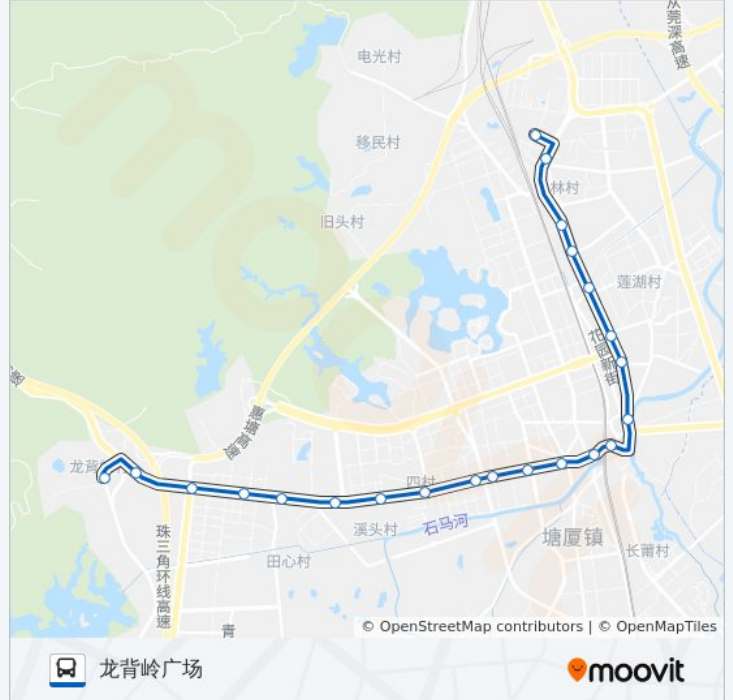 从莞深高速
电光村
移民村
林村
旧头村
莲湖村
花园新街
速
惠塘高速
龙背
四村
石马河
溪头村
塘厦镇
长莆村
田心村
珠三角环线高速
青
© OpenStreetMap contributors | © OpenMapTiles
龙背岭广场
moovit